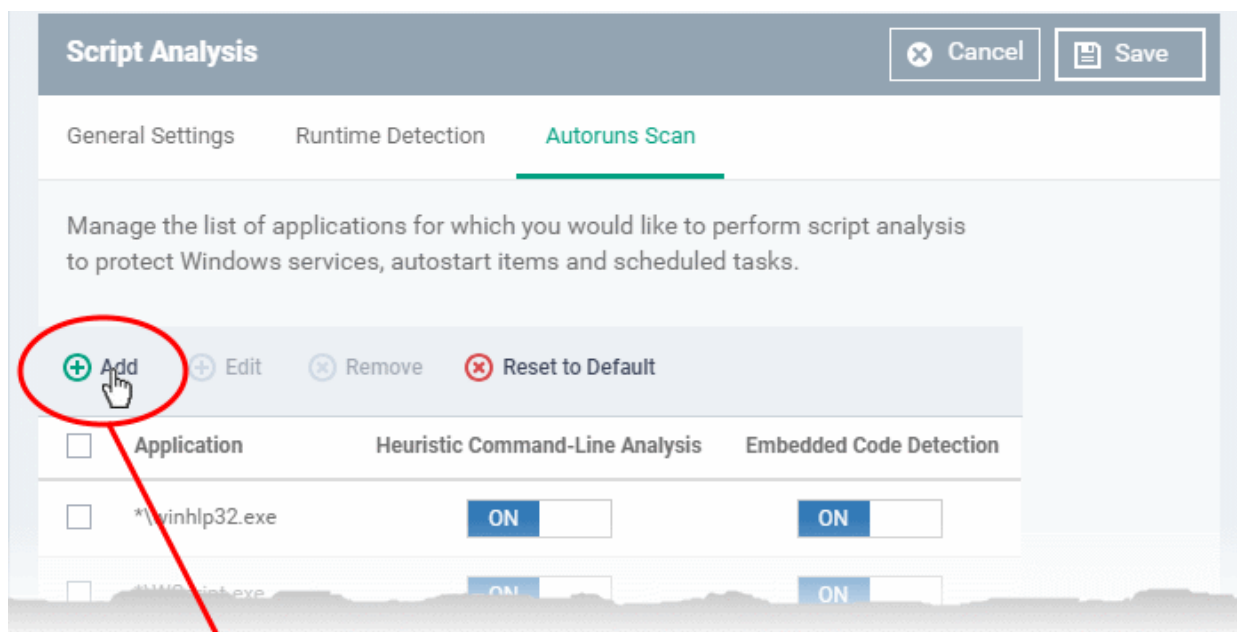 Script Analysis
Cancel
Save
General Settings
Runtime Detection
Autoruns Scan
Manage the list of applications for which you would like to perform script analysis
to protect Windows services, autostart items and scheduled tasks.
Add
Edit
Remove
Reset to Default
Application
Heuristic Command-Line Analysis
Embedded Code Detection
*\winhlp32.exe
ON
ON
*\WScript.exe
ON
ON